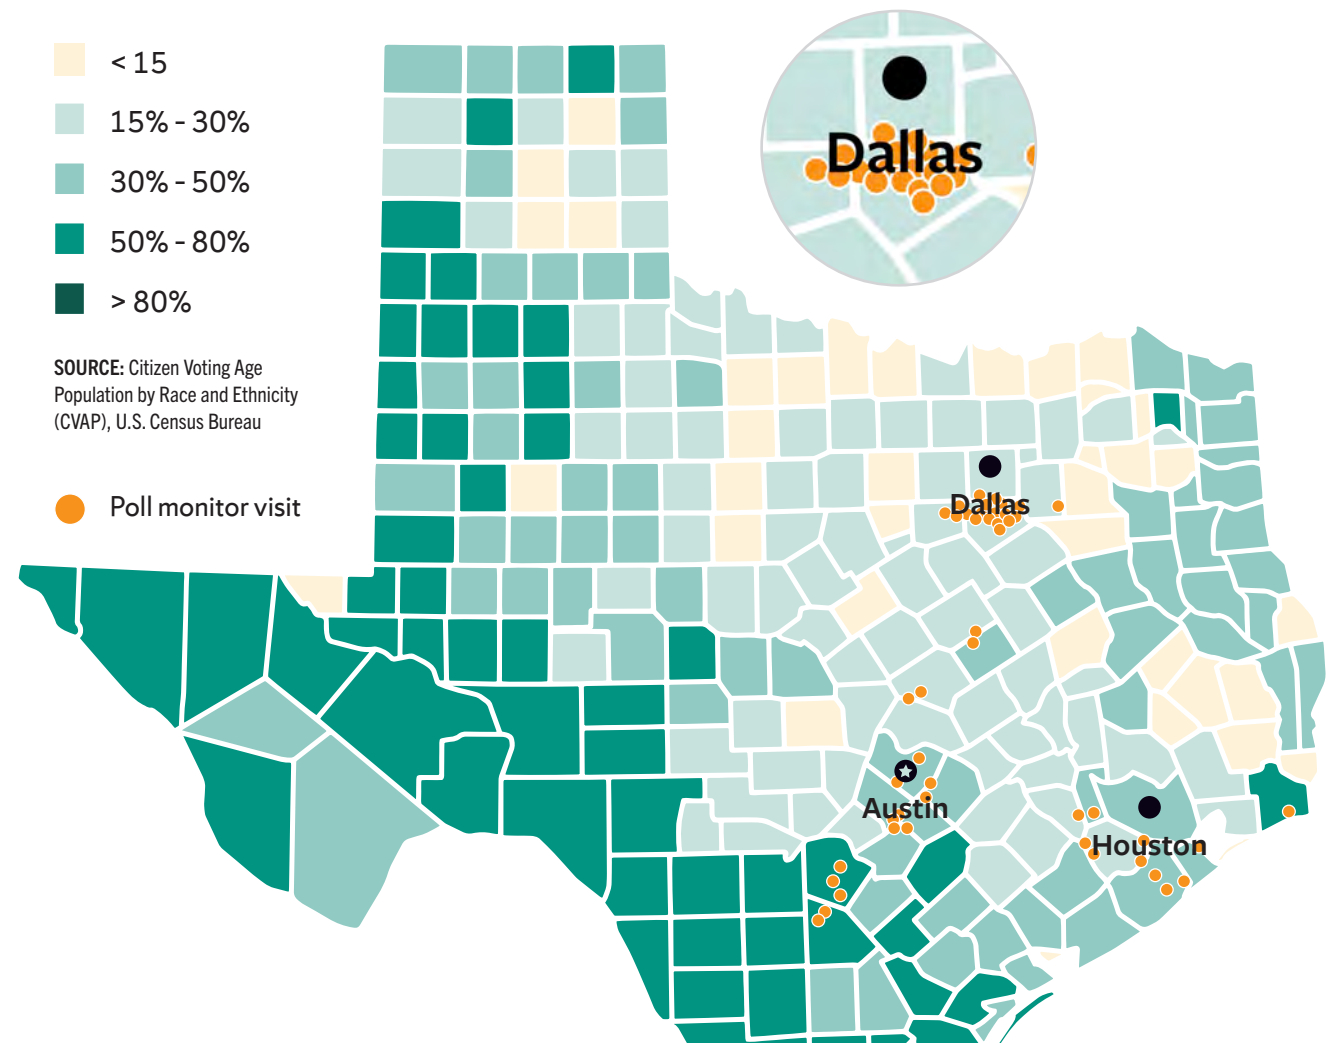 < 15
15% - 30%
30% - 50%
50% - 80%
> 80%
SOURCE: Citizen Voting Age
Population by Race and Ethnicity
(CVAP), U.S. Census Bureau
Poll monitor visit
Dallas
Dallas
Austin
Houston